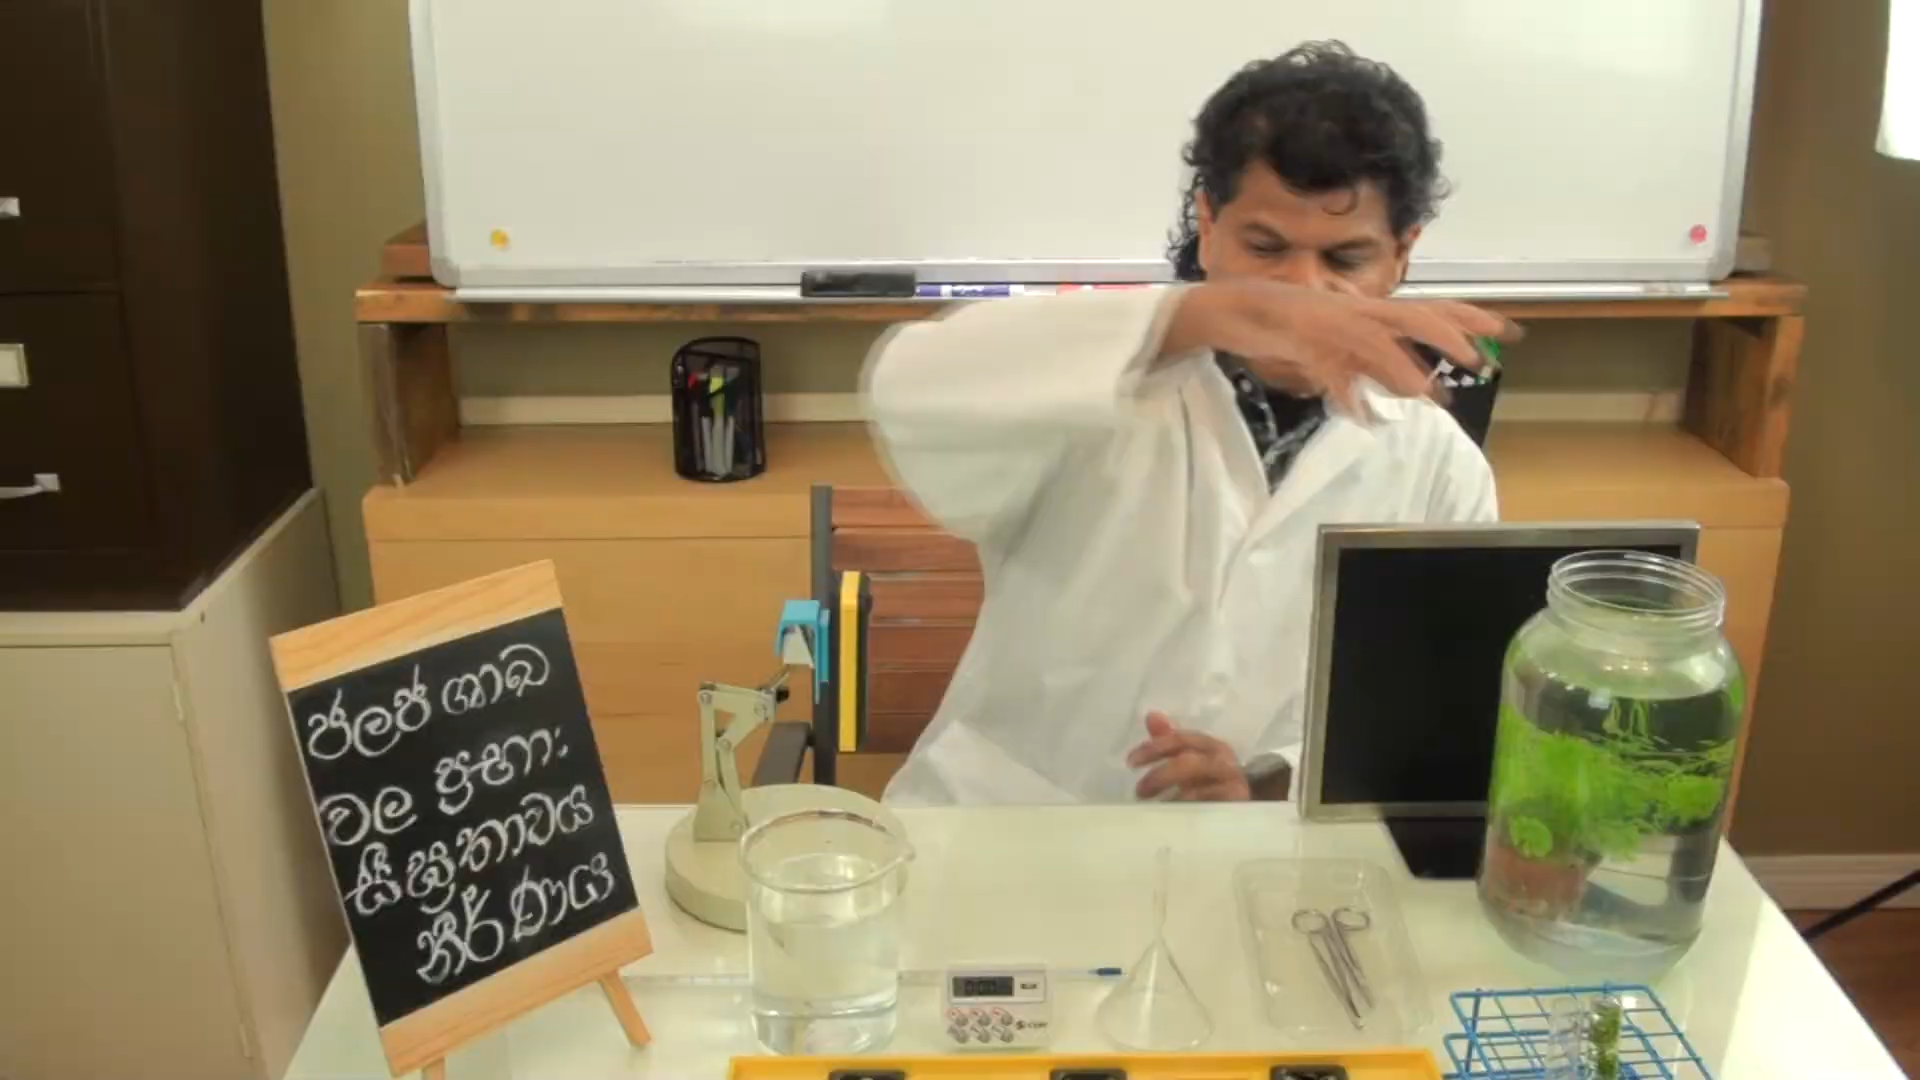 ජලජ ශාඛ
වල ප්‍රභා:
සීඝ්‍රතාවය
නිර්ණය